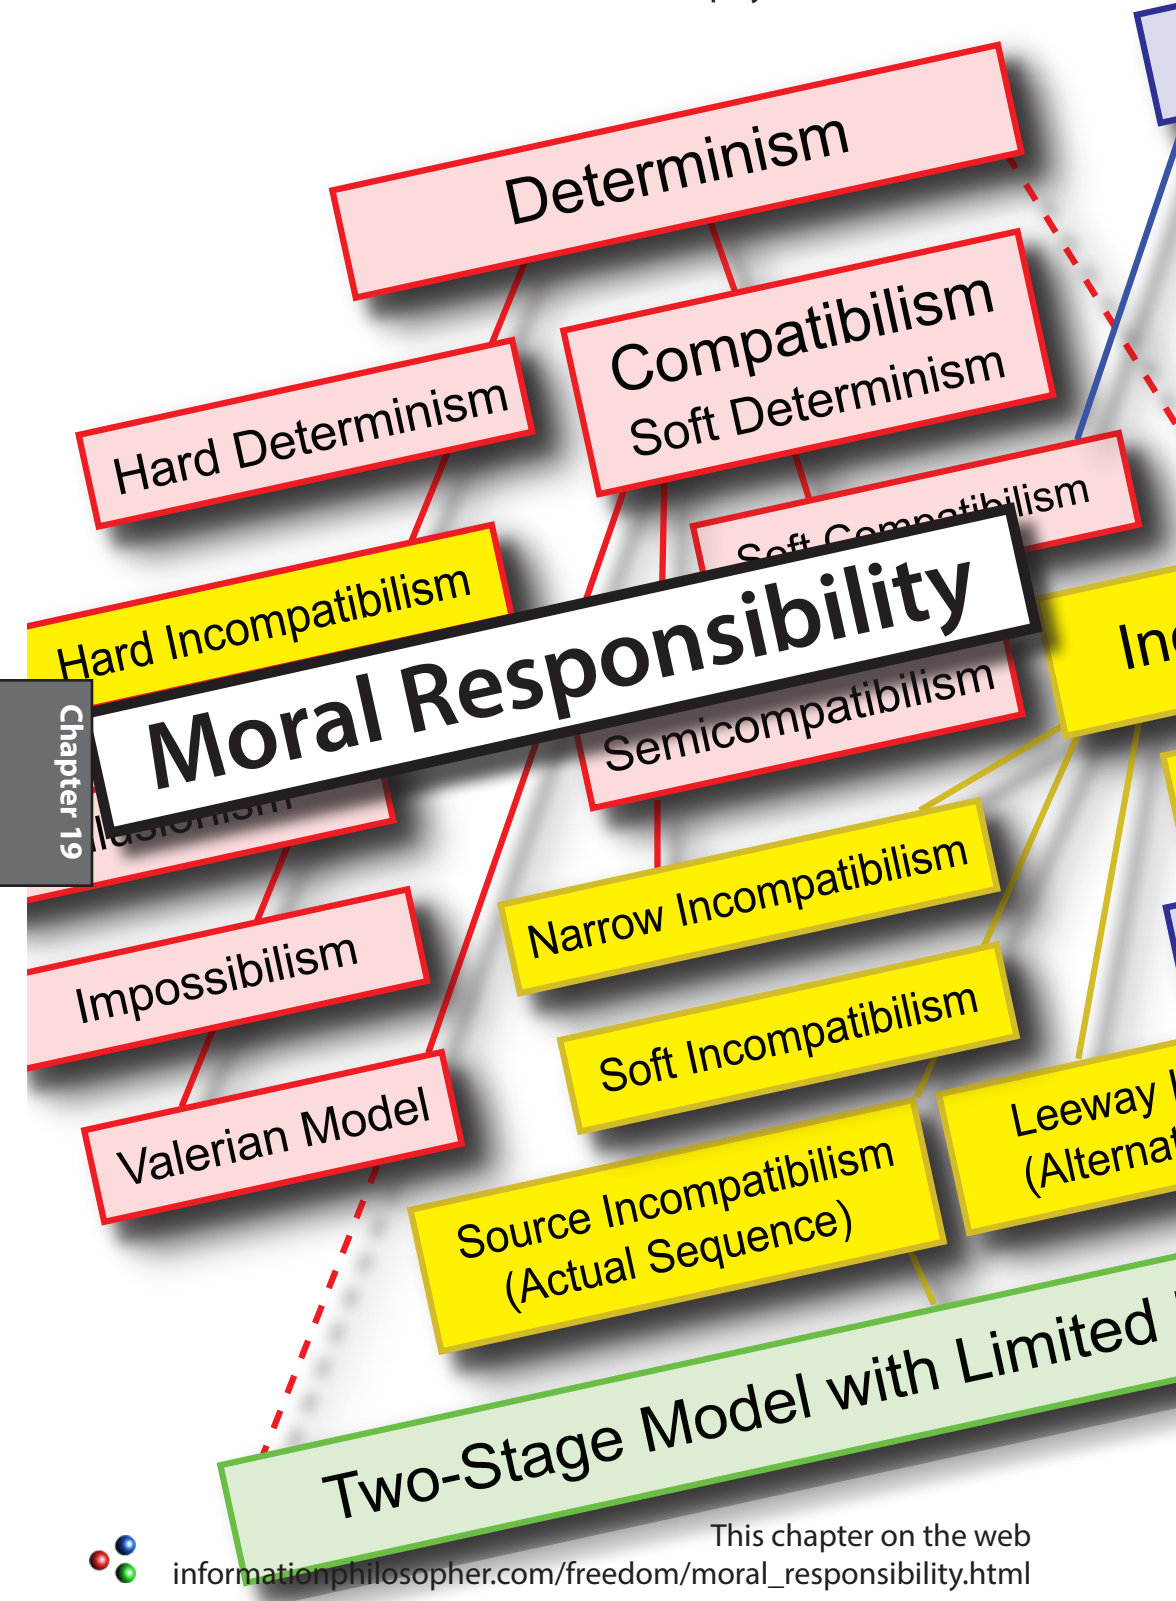 Determinism
Compatibilism
Soft Determinism
Hard Determinism
Soft Compatibilism
Hard Incompatibilism
Moral Responsibility
Semicompatibilism
Chapter 19
Narrow Incompatibilism
Impossibilism
Soft Incompatibilism
Valerian Model
Leeway
Source Incompatibilism
(Actual Sequence)
Two-Stage Model with Limited
This chapter on the web
informationphilosopher.com/freedom/moral_responsibility.html